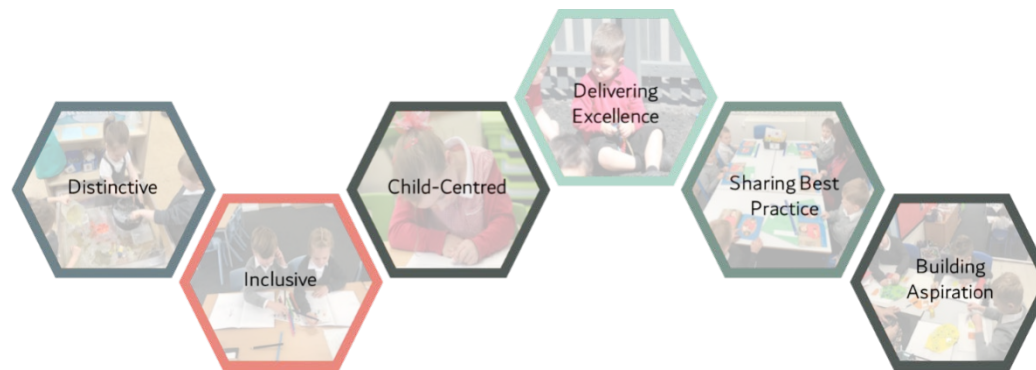 Distinctive
Inclusive
Child-Centred
Delivering
Excellence
Sharing Best
Practice
Building
Aspiration